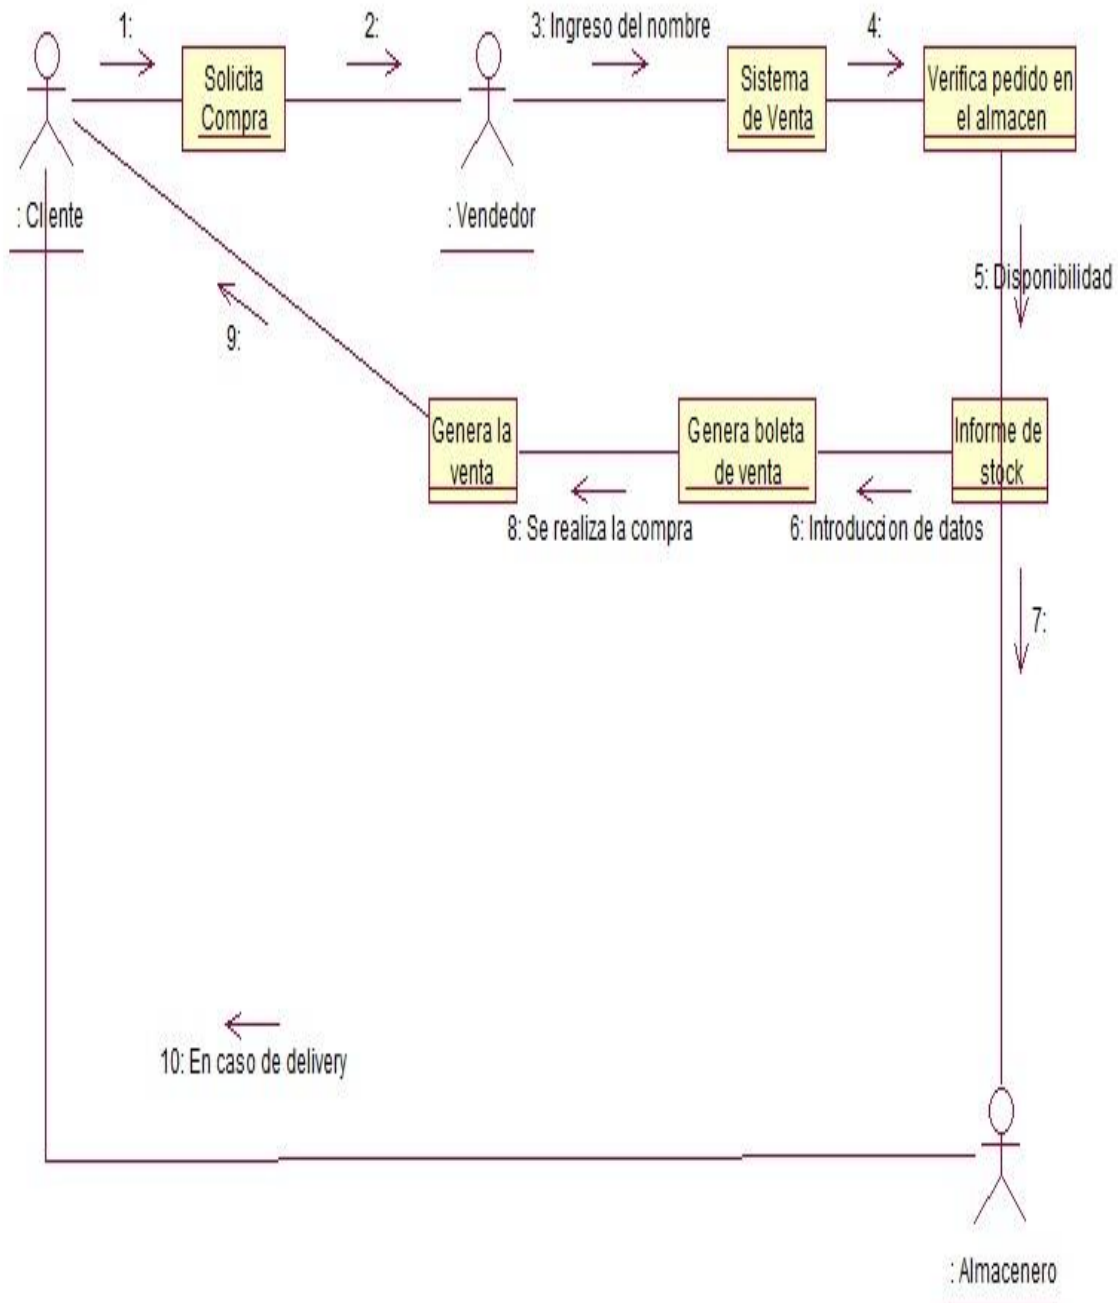 1:
2:
3: Ingreso del nombre
4:
Solicita
Compra
Sistema
de Venta
Verifica pedido en
el almacen
: Cliente
: Vendedor
5: Disponibilidad
9:
Genera la
venta
Genera boleta
de venta
Informe de
stock
8: Se realiza la compra
6: Introduccion de datos
7:
10: En caso de delivery
: Almacenero